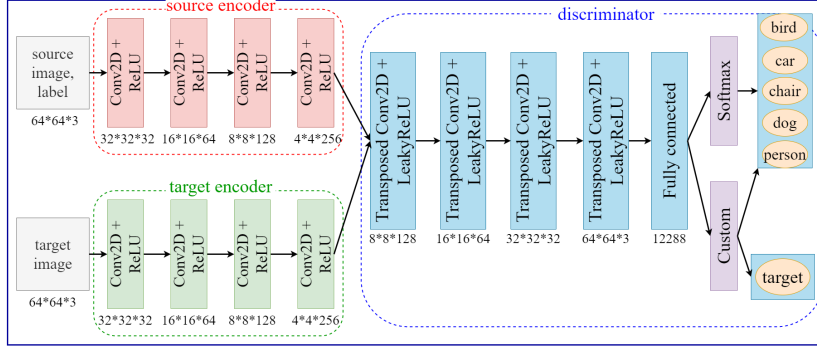 source encoder
discriminator
source
image,
label
64*64*3
Conv2D +
ReLU
Conv2D +
ReLU
Conv2D +
ReLU
Conv2D +
ReLU
32*32*32
16*16*64
8*8*128
4*4*256
target encoder
target
image
64*64*3
Conv2D +
ReLU
Conv2D +
ReLU
Conv2D +
ReLU
Conv2D +
ReLU
32*32*32
16*16*64
8*8*128
4*4*256
Transposed Conv2D +
LeakyReLU
Transposed Conv2D +
LeakyReLU
Transposed Conv2D +
LeakyReLU
Transposed Conv2D +
LeakyReLU
Fully connected
8*8*128
16*16*64
32*32*32
64*64*3
12288
Softmax
Custom
bird
car
chair
dog
person
target